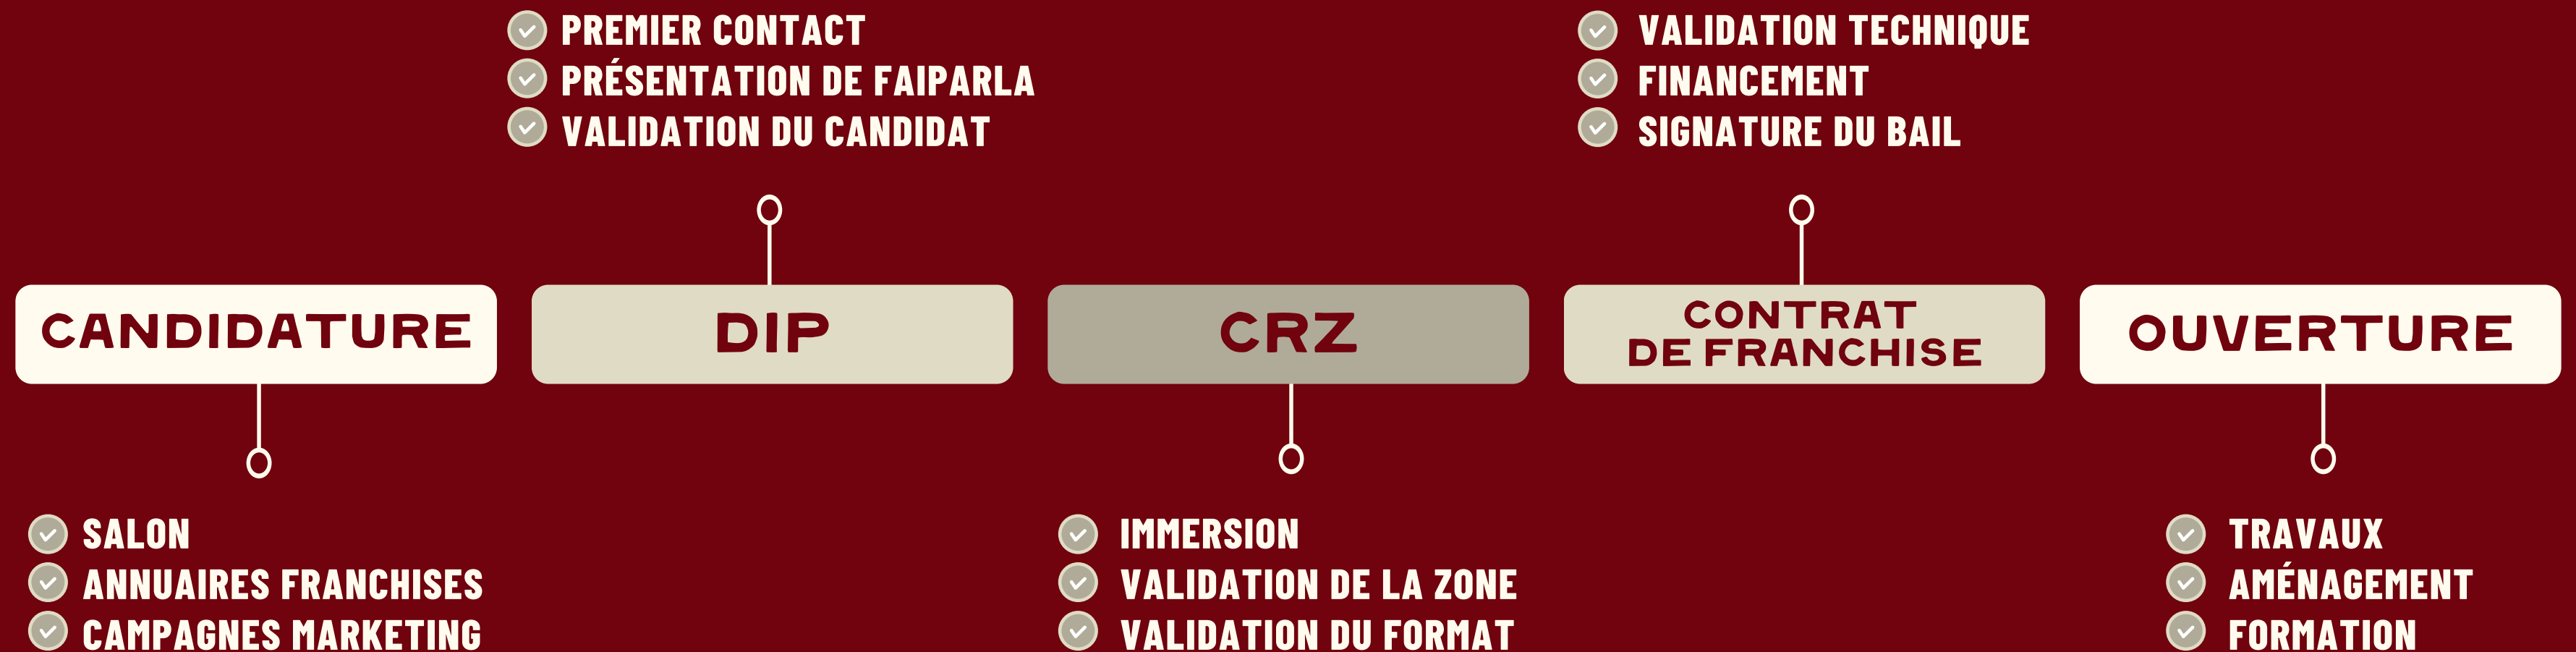 PREMIER CONTACT
PRÉSENTATION DE FAIPARLA
VALIDATION DU CANDIDAT
VALIDATION TECHNIQUE
FINANCEMENT
SIGNATURE DU BAIL
CANDIDATURE
DIP
CRZ
CONTRAT
DE FRANCHISE
OUVERTURE
SALON
ANNUAIRES FRANCHISES
CAMPAGNES MARKETING
IMMERSION
VALIDATION DE LA ZONE
VALIDATION DU FORMAT
TRAVAUX
AMÉNAGEMENT
FORMATION